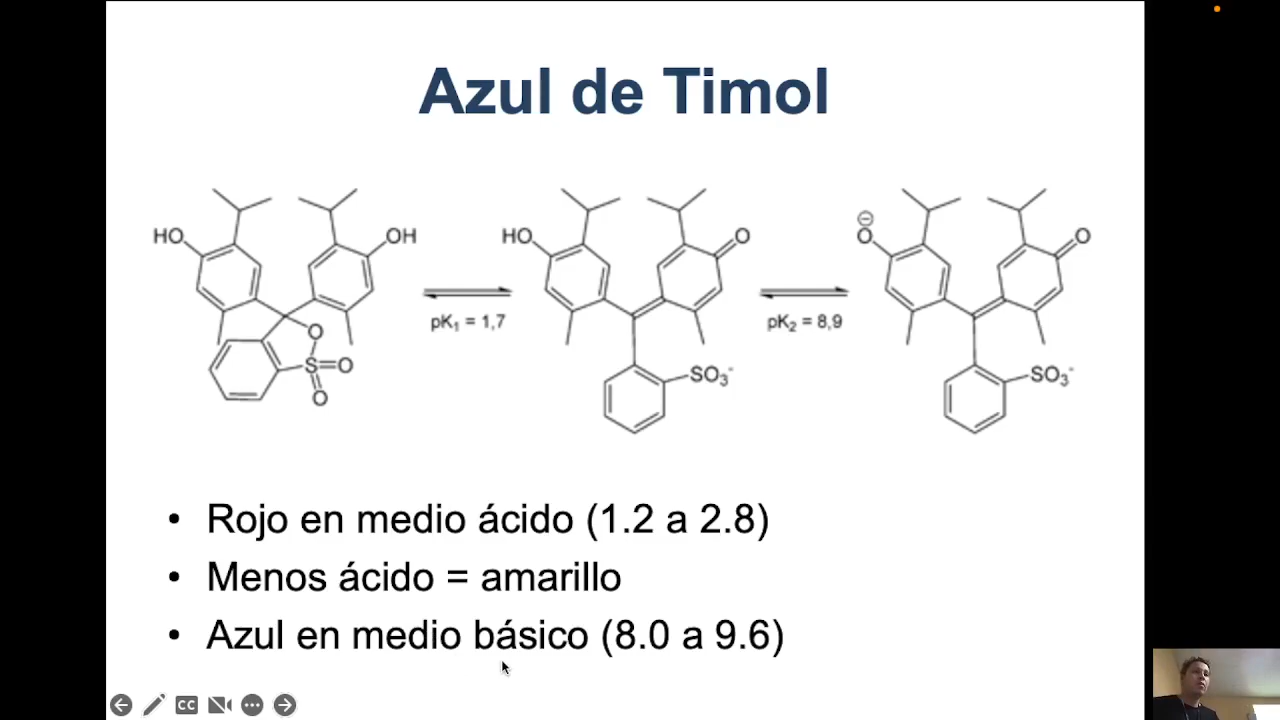 Azul de Timol
HO
OH
O
S
O
O
pK₁ = 1,7
HO
O
SO₃⁻
pK₂ = 8,9
⊖
O
O
SO₃⁻
• Rojo en medio ácido (1.2 a 2.8)
• Menos ácido = amarillo
• Azul en medio básico (8.0 a 9.6)
CC